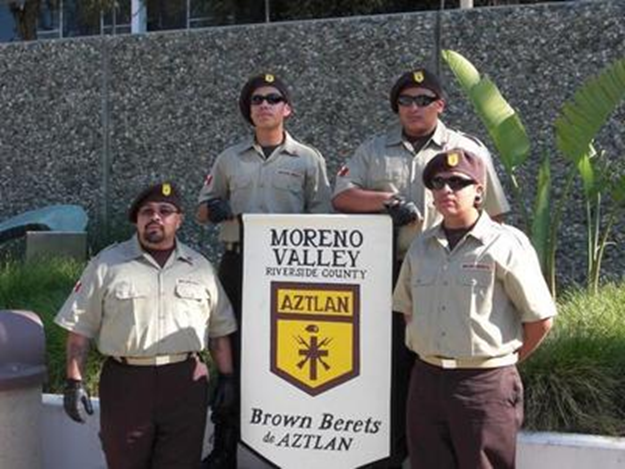 MORENO
VALLEY
RIVERSIDE COUNTY
AZTLAN
Brown Berets
de AZTLAN